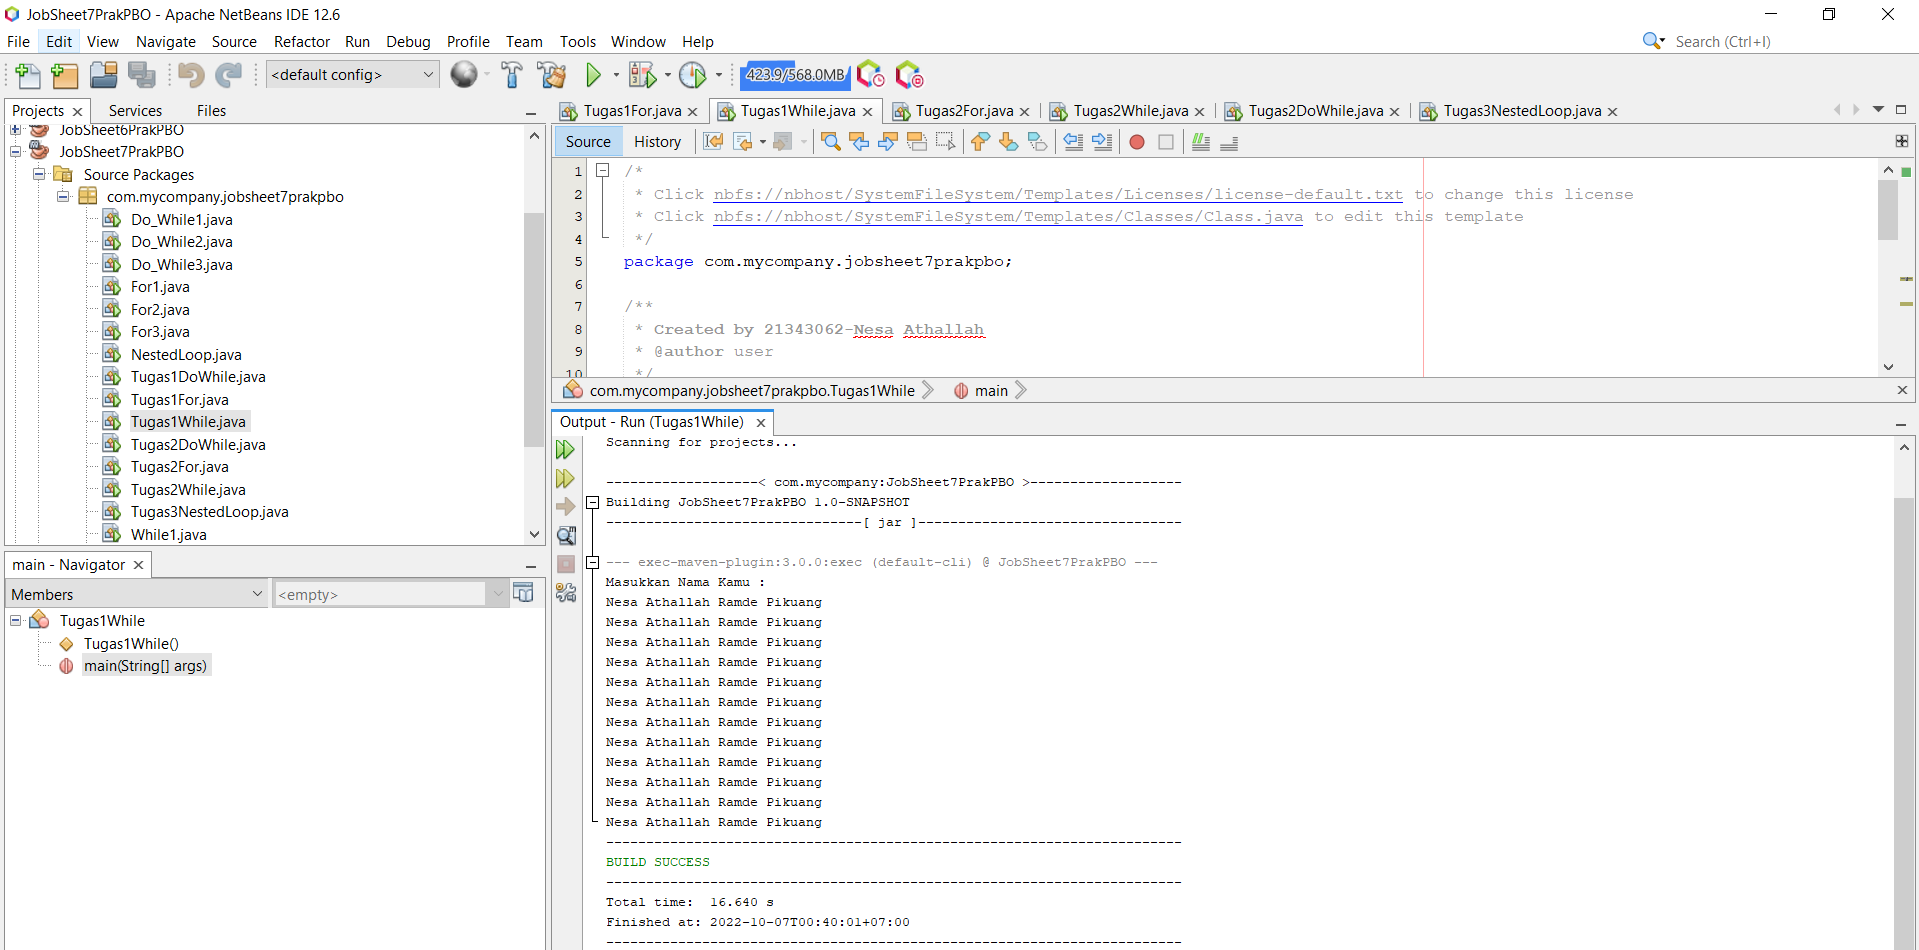 JobSheet7PrakPBO - Apache NetBeans IDE 12.6
File Edit View Navigate Source Refactor Run Debug Profile Team Tools Window Help
Search (Ctrl+I)
<default config>
423.9/568.0MB
Projects Services Files
JobSheet6PrakPBO
JobSheet7PrakPBO
Source Packages
com.mycompany.jobsheet7prakpbo
Do_While1.java
Do_While2.java
Do_While3.java
For1.java
For2.java
For3.java
NestedLoop.java
Tugas1DoWhile.java
Tugas1For.java
Tugas1While.java
Tugas2DoWhile.java
Tugas2For.java
Tugas2While.java
Tugas3NestedLoop.java
While1.java
main - Navigator
Members
<empty>
Tugas1While
Tugas1While()
main(String[] args)
Tugas1For.java Tugas1While.java Tugas2For.java Tugas2While.java Tugas2DoWhile.java Tugas3NestedLoop.java
Source History
1 /*
2 * Click nbfs://nbhost/SystemFileSystem/Templates/Licenses/license-default.txt to change this license
3 * Click nbfs://nbhost/SystemFileSystem/Templates/Classes/Class.java to edit this template
4 */
5 package com.mycompany.jobsheet7prakpbo;
6
7 /**
8 * Created by 21343062-Nesa Athallah
9 * @author user
10 */
com.mycompany.jobsheet7prakpbo.Tugas1While main
Output - Run (Tugas1While)
Scanning for projects...
-------------------< com.mycompany:JobSheet7PrakPBO >-------------------
Building JobSheet7PrakPBO 1.0-SNAPSHOT
--------------------------------[ jar ]---------------------------------
--- exec-maven-plugin:3.0.0:exec (default-cli) @ JobSheet7PrakPBO ---
Masukkan Nama Kamu :
Nesa Athallah Ramde Pikuang
Nesa Athallah Ramde Pikuang
Nesa Athallah Ramde Pikuang
Nesa Athallah Ramde Pikuang
Nesa Athallah Ramde Pikuang
Nesa Athallah Ramde Pikuang
Nesa Athallah Ramde Pikuang
Nesa Athallah Ramde Pikuang
Nesa Athallah Ramde Pikuang
Nesa Athallah Ramde Pikuang
Nesa Athallah Ramde Pikuang
Nesa Athallah Ramde Pikuang
------------------------------------------------------------------------
BUILD SUCCESS
------------------------------------------------------------------------
Total time:  16.640 s
Finished at: 2022-10-07T00:40:01+07:00
------------------------------------------------------------------------